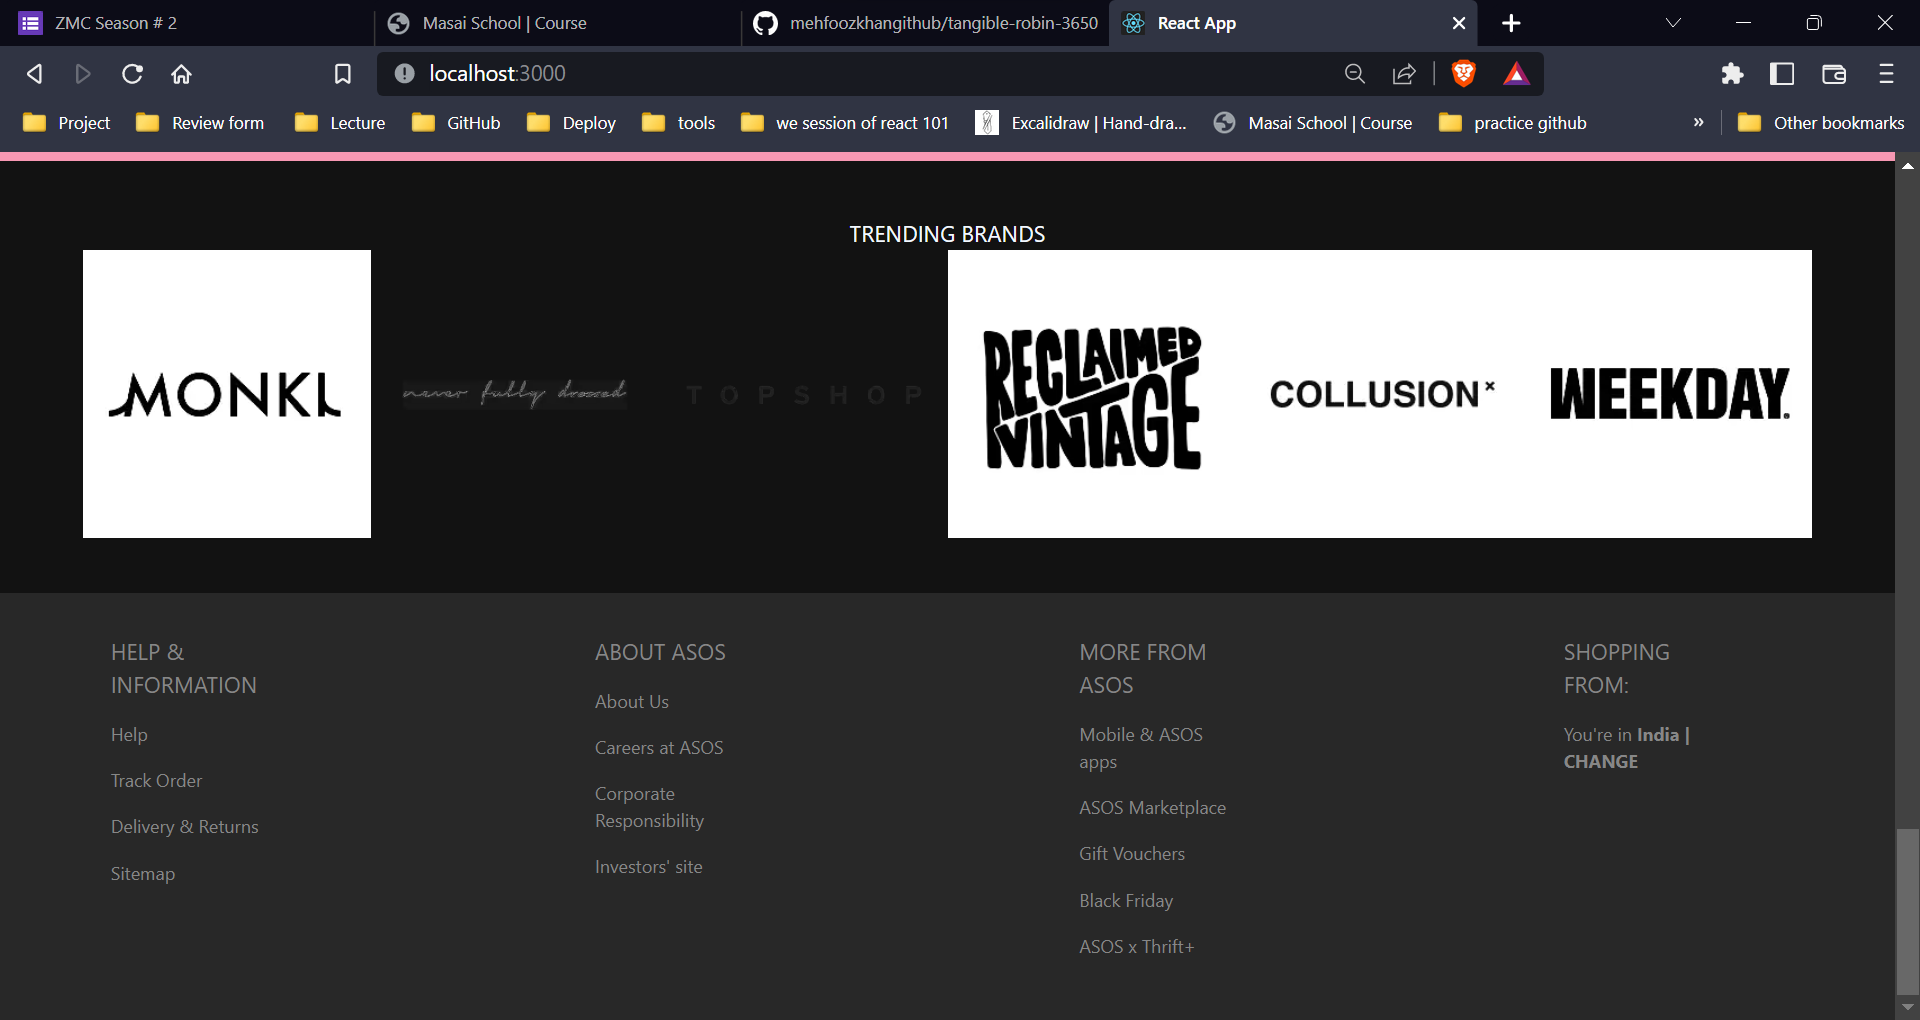 ZMC Season # 2
Masai School | Course
mehfoozkhangithub/tangible-robin-3650
React App
localhost:3000
Project
Review form
Lecture
GitHub
Deploy
tools
we session of react 101
Excalidraw | Hand-dra...
Masai School | Course
practice github
»
Other bookmarks
TRENDING BRANDS
MONKI
never fully dressed
TOPSHOP
RECLAIMED
VINTAGE
COLLUSION x
WEEKDAY.
HELP &
INFORMATION
Help
Track Order
Delivery & Returns
Sitemap
ABOUT ASOS
About Us
Careers at ASOS
Corporate
Responsibility
Investors' site
MORE FROM
ASOS
Mobile & ASOS
apps
ASOS Marketplace
Gift Vouchers
Black Friday
ASOS x Thrift+
SHOPPING
FROM:
You're in India |
CHANGE